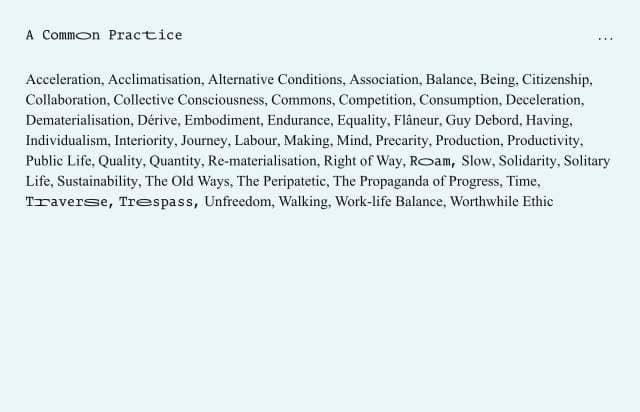 A Common Practice
...
Acceleration, Acclimatisation, Alternative Conditions, Association, Balance, Being, Citizenship,
Collaboration, Collective Consciousness, Commons, Competition, Consumption, Deceleration,
Dematerialisation, Dérive, Embodiment, Endurance, Equality, Flâneur, Guy Debord, Having,
Individualism, Interiority, Journey, Labour, Making, Mind, Precarity, Production, Productivity,
Public Life, Quality, Quantity, Re-materialisation, Right of Way, Roam, Slow, Solidarity, Solitary
Life, Sustainability, The Old Ways, The Peripatetic, The Propaganda of Progress, Time,
Traverse, Trespass, Unfreedom, Walking, Work-life Balance, Worthwhile Ethic